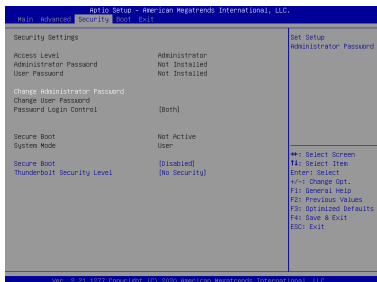 Aptio Setup - American Megatrends International, LLC.
Main Advanced Security Boot Exit
Security Settings
Access Level Administrator
Administrator Password Not Installed
User Password Not Installed
Change Administrator Password
Change User Password
Password Login Control [Both]
Secure Boot Not Active
System Mode User
Secure Boot [Disabled]
Thunderbolt Security Level [No Security]
Set Setup
Administrator Password
→←: Select Screen
↑↓: Select Item
Enter: Select
+/-: Change Opt.
F1: General Help
F2: Previous Values
F3: Optimized Defaults
F4: Save & Exit
ESC: Exit
Ver. 2.21.1277 Copyright (C) 2020 American Megatrends International, LLC